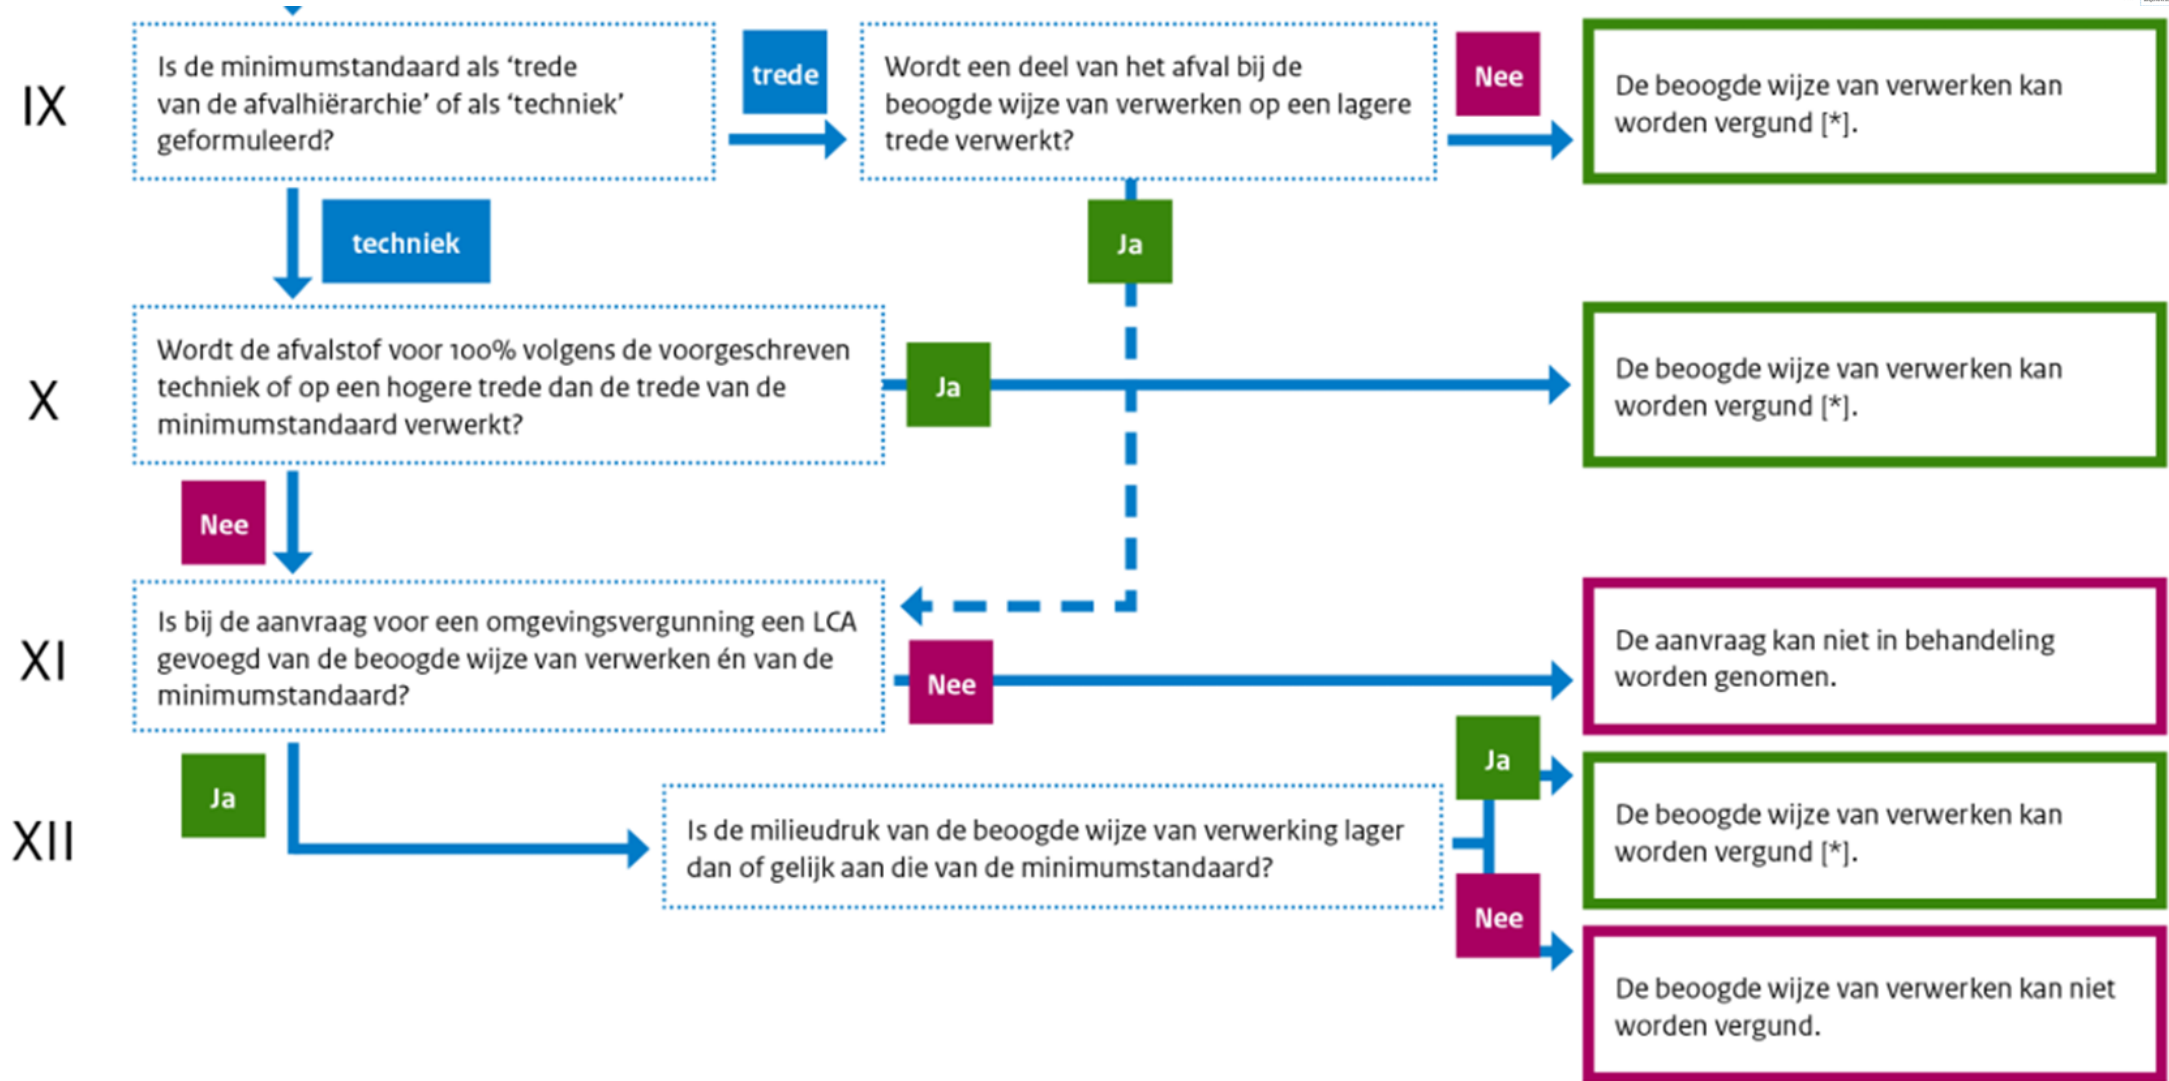 IX
Is de minimumstandaard als ‘trede
van de afvalhiërarchie’ of als ‘techniek’
geformuleerd?
trede
Wordt een deel van het afval bij de
beoogde wijze van verwerken op een lagere
trede verwerkt?
Nee
De beoogde wijze van verwerken kan
worden vergund [*].
techniek
Ja
X
Wordt de afvalstof voor 100% volgens de voorgeschreven
techniek of op een hogere trede dan de trede van de
minimumstandaard verwerkt?
Ja
De beoogde wijze van verwerken kan
worden vergund [*].
Nee
XI
Is bij de aanvraag voor een omgevingsvergunning een LCA
gevoegd van de beoogde wijze van verwerken én van de
minimumstandaard?
Nee
De aanvraag kan niet in behandeling
worden genomen.
Ja
XII
Is de milieudruk van de beoogde wijze van verwerking lager
dan of gelijk aan die van de minimumstandaard?
Ja
De beoogde wijze van verwerken kan
worden vergund [*].
Nee
De beoogde wijze van verwerken kan niet
worden vergund.